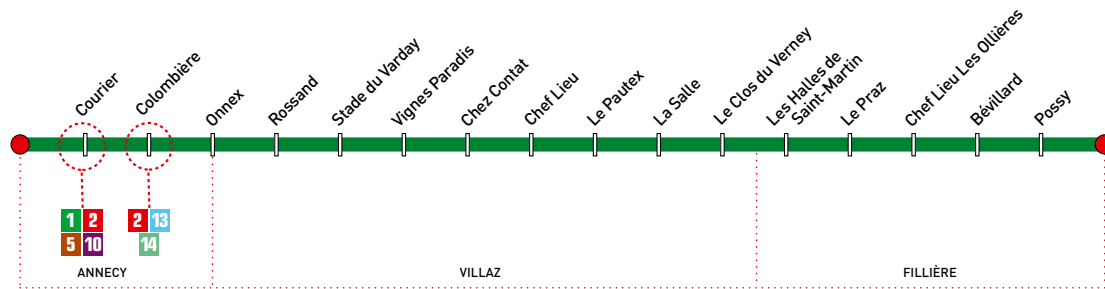 Courier
Colombière
Onnex
Rossand
Stade du Varday
Vignes Paradis
Chez Contat
Chef Lieu
Le Pautex
La Salle
Le Clos du Verney
Les Halles de
Saint-Martin
Le Praz
Chef Lieu Les Ollières
Bévillard
Possy
1 2
5 10
2 13
14
ANNECY
VILLAZ
FILLIÈRE